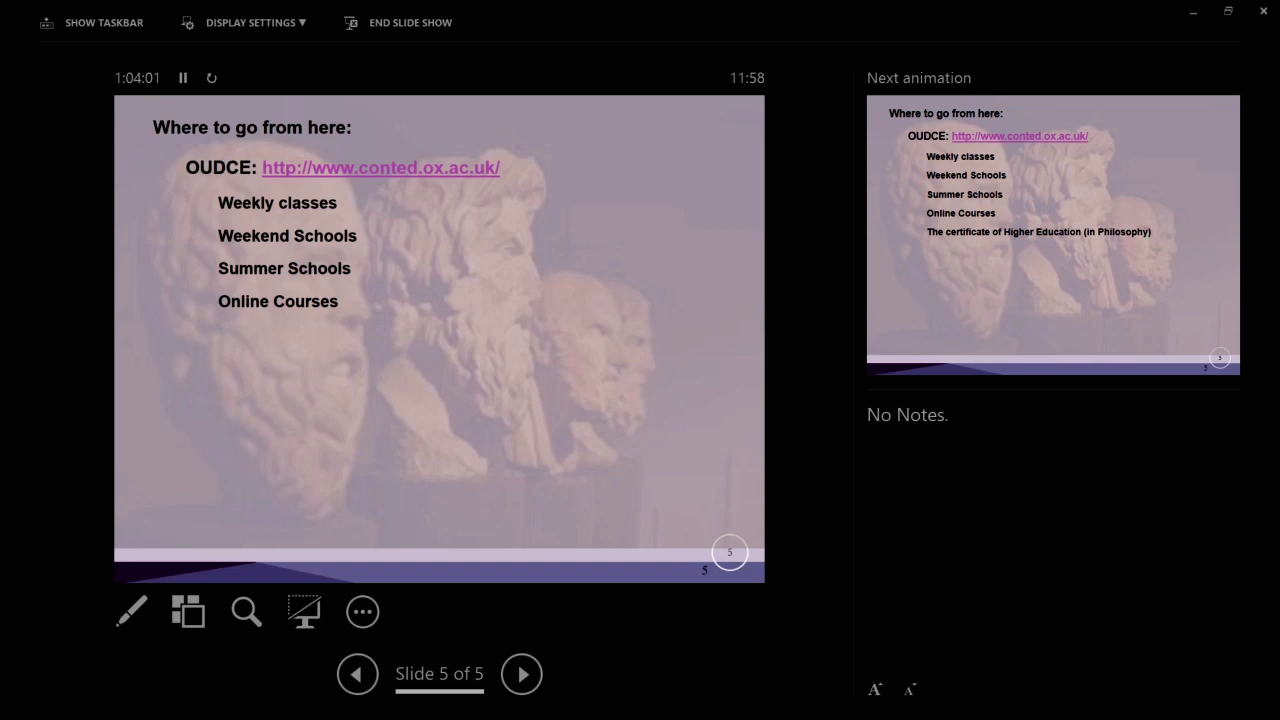 SHOW TASKBAR
DISPLAY SETTINGS ▼
END SLIDE SHOW
1:04:01
11:58
Where to go from here:
OUDCE: http://www.conted.ox.ac.uk/
Weekly classes
Weekend Schools
Summer Schools
Online Courses
5
5
Slide 5 of 5
Next animation
Where to go from here:
OUDCE: http://www.conted.ox.ac.uk/
Weekly classes
Weekend Schools
Summer Schools
Online Courses
The certificate of Higher Education (in Philosophy)
5
5
No Notes.
A A